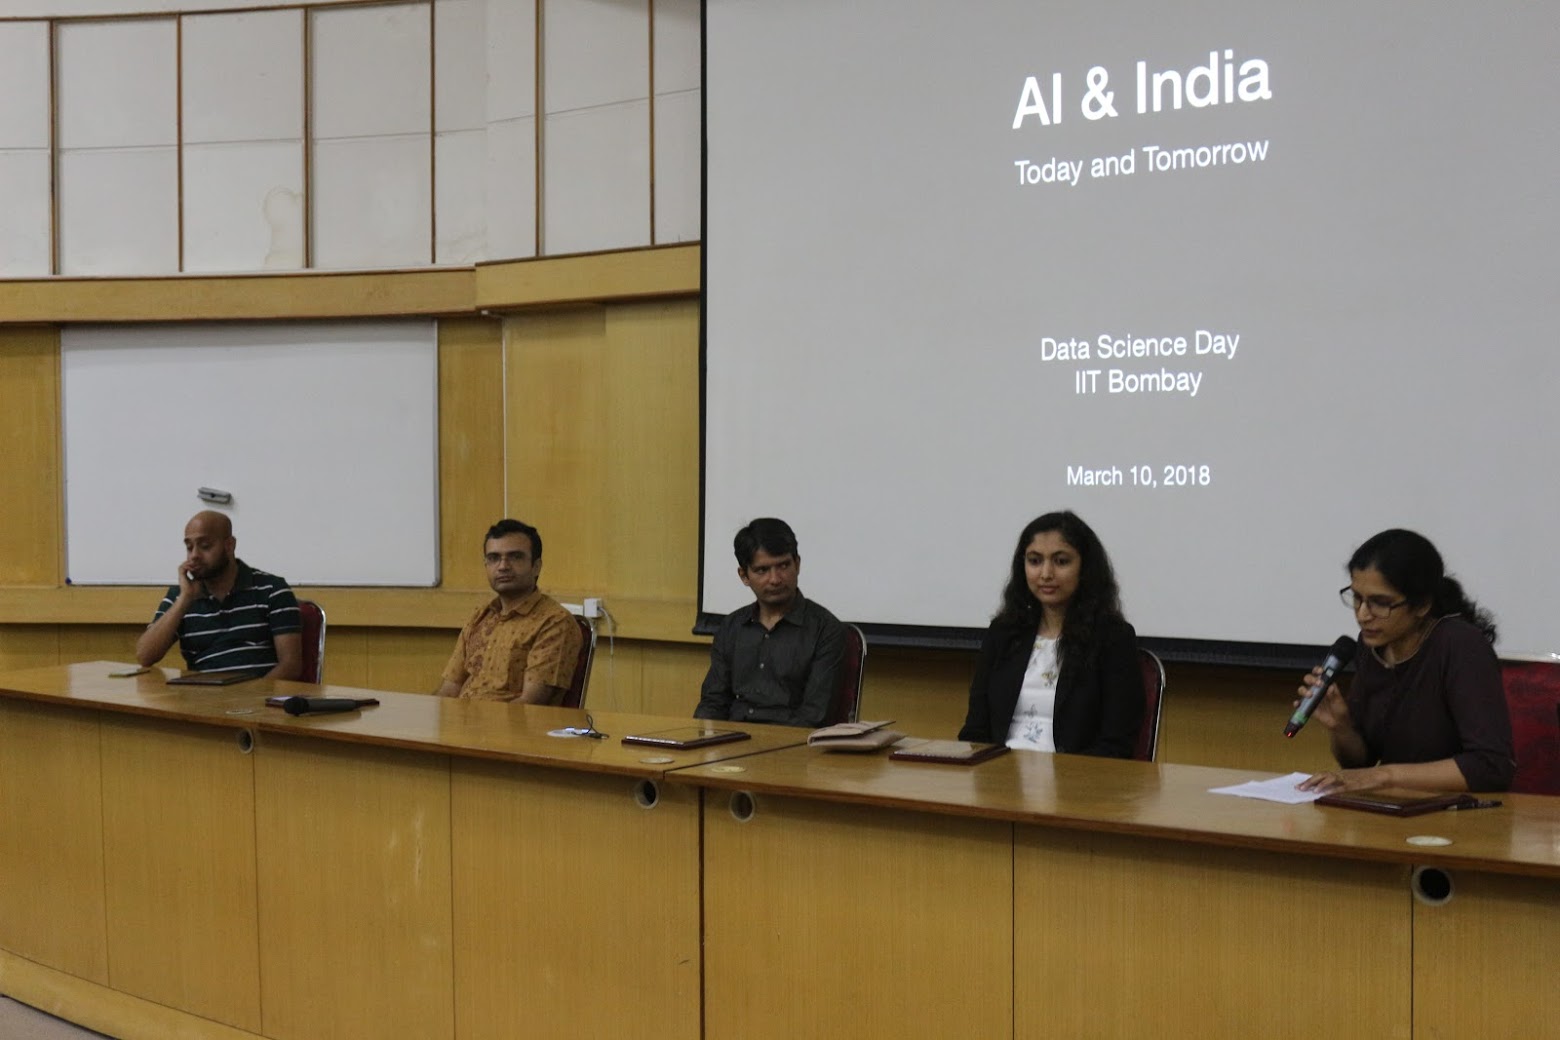 AI & India
Today and Tomorrow
Data Science Day
IIT Bombay
March 10, 2018